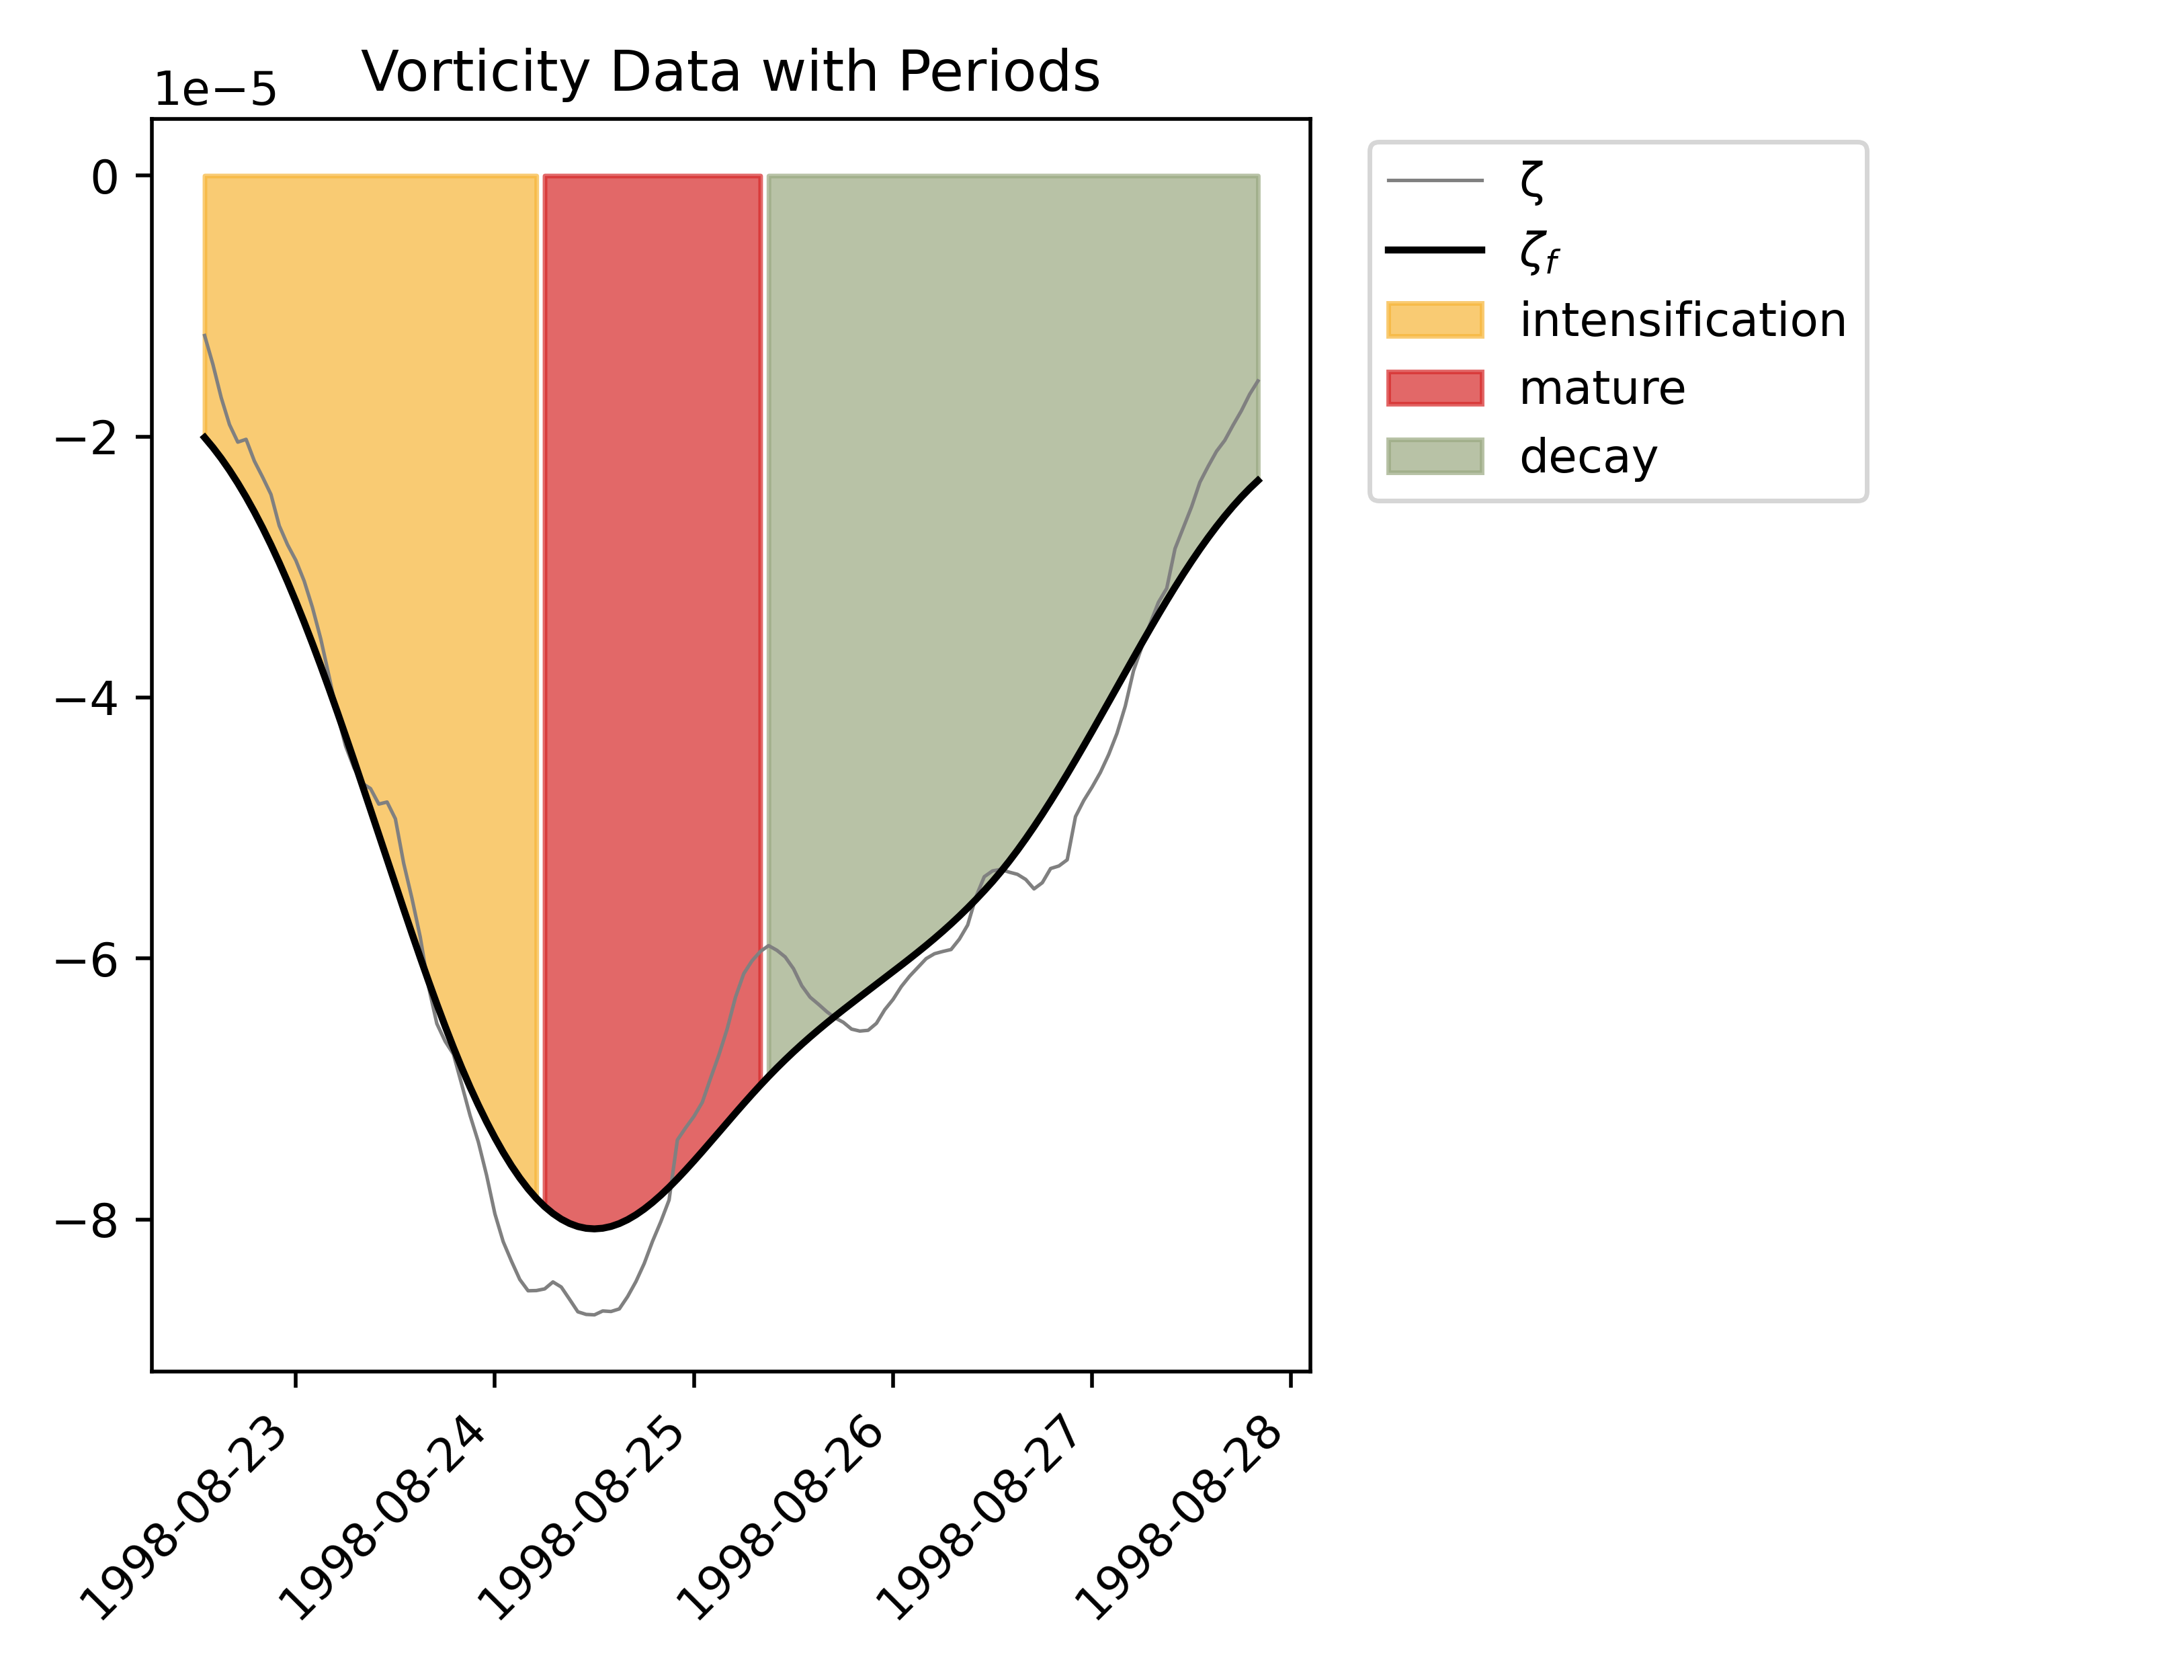 Vorticity Data with Periods
1e−5
0
−2
−4
−6
−8
1998-08-23
1998-08-24
1998-08-25
1998-08-26
1998-08-27
1998-08-28
ζ
ζf
intensification
mature
decay